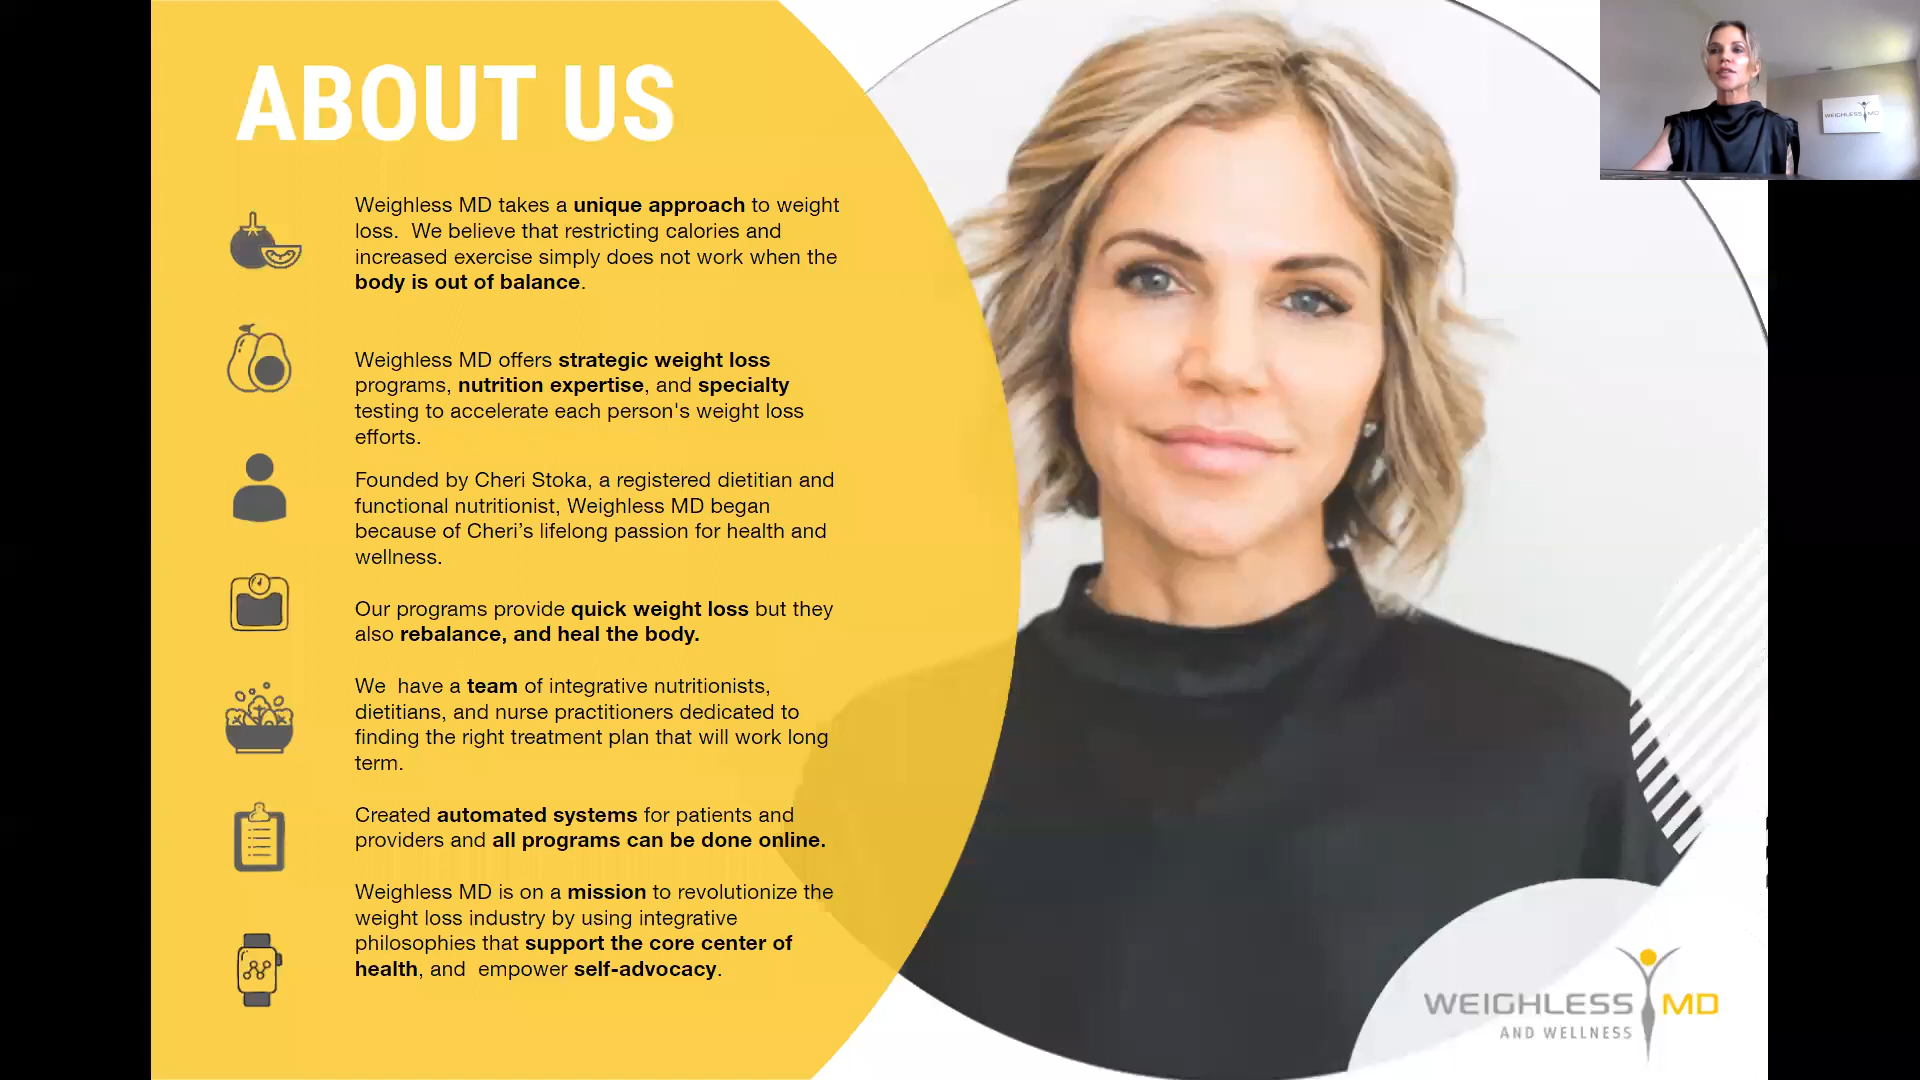 ABOUT US
Weighless MD takes a unique approach to weight
loss.  We believe that restricting calories and
increased exercise simply does not work when the
body is out of balance.
Weighless MD offers strategic weight loss
programs, nutrition expertise, and specialty
testing to accelerate each person's weight loss
efforts.
Founded by Cheri Stoka, a registered dietitian and
functional nutritionist, Weighless MD began
because of Cheri’s lifelong passion for health and
wellness.
Our programs provide quick weight loss but they
also rebalance, and heal the body.
We  have a team of integrative nutritionists,
dietitians, and nurse practitioners dedicated to
finding the right treatment plan that will work long
term.
Created automated systems for patients and
providers and all programs can be done online.
Weighless MD is on a mission to revolutionize the
weight loss industry by using integrative
philosophies that support the core center of
health, and  empower self-advocacy.
WEIGHLESS MD
WEIGHLESS MD
AND WELLNESS